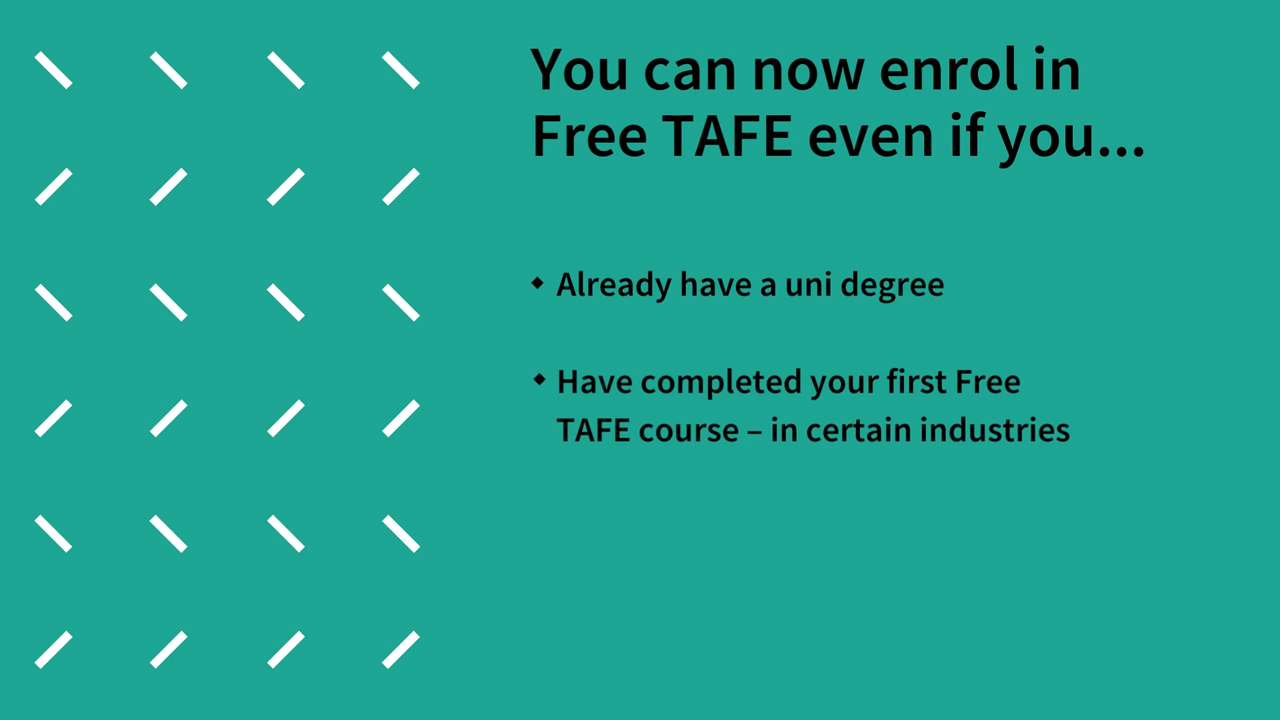 You can now enrol in
Free TAFE even if you...
Already have a uni degree
Have completed your first Free
TAFE course – in certain industries